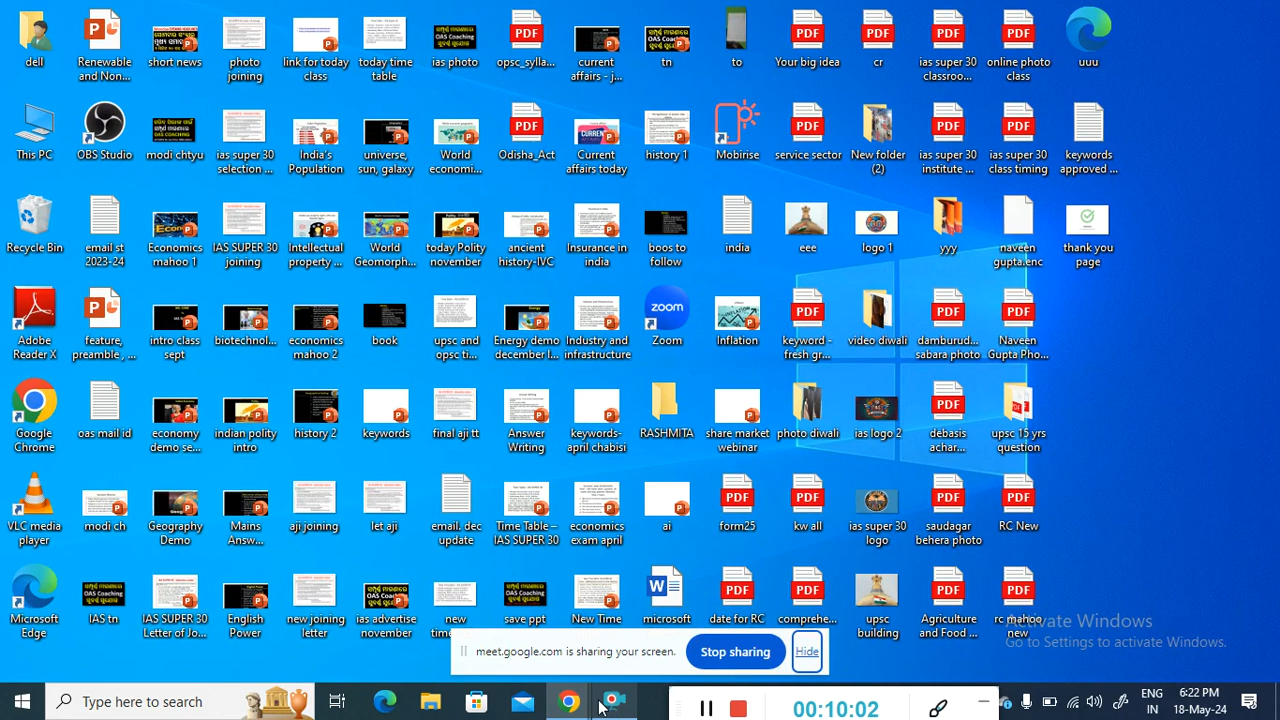 dell
Renewable and Non...
short news
photo joining
link for today class
today time table
ias photo
opsc_sylla...
current affairs - j...
tn
to
Your big idea
cr
ias super 30 classroo...
online photo class
uuu
This PC
OBS Studio
modi chtyu
ias super 30 selection ...
India's Population
universe, sun, galaxy
World economi...
Odisha_Act
Current affairs today
history 1
Mobirise
service sector
New folder (2)
ias super 30 institute ...
ias super 30 class timing
keywords approved ...
Recycle Bin
email st 2023-24
Economics mahoo 1
IAS SUPER 30 joining
Intellectual property ...
World Geomorph...
today Polity november
ancient history-IVC
Insurance in india
boos to follow
india
eee
logo 1
yyy
naveen gupta.enc
thank you page
Adobe Reader X
feature, preamble , ...
intro class sept
biotechnol...
economics mahoo 2
book
upsc and opsc ti...
Energy demo december l...
Industry and infrastructure
Zoom
Inflation
keyword - fresh gr...
video diwali
damburud... sabara photo
Naveen Gupta Pho...
Google Chrome
oas mail id
economy demo se...
indian polity intro
history 2
keywords
final aji tt
Answer Writing
keywords- april chabisi
RASHMITA
share market webinar
photo diwali
ias logo 2
debasis achar...
upsc 15 yrs question
VLC media player
modi ch
Geography Demo
Mains Answ...
aji joining
let aji
email. dec update
Time Table – IAS SUPER 30
economics exam april
ai
form25
kw all
ias super 30 logo
saudagar behera photo
RC New
Microsoft Edge
IAS tn
IAS SUPER 30 Letter of Jo...
English Power
new joining letter
ias advertise november
new
save ppt
New Time
microsoft
date for RC
comprehe...
upsc building
Agriculture and Food ...
rc mahoo new
Activate Windows
Go to Settings to activate Windows.
meet.google.com is sharing your screen.
Stop sharing
Hide
Type here to search
00:10:02
ENG
IN
8:22 PM
18-May-24